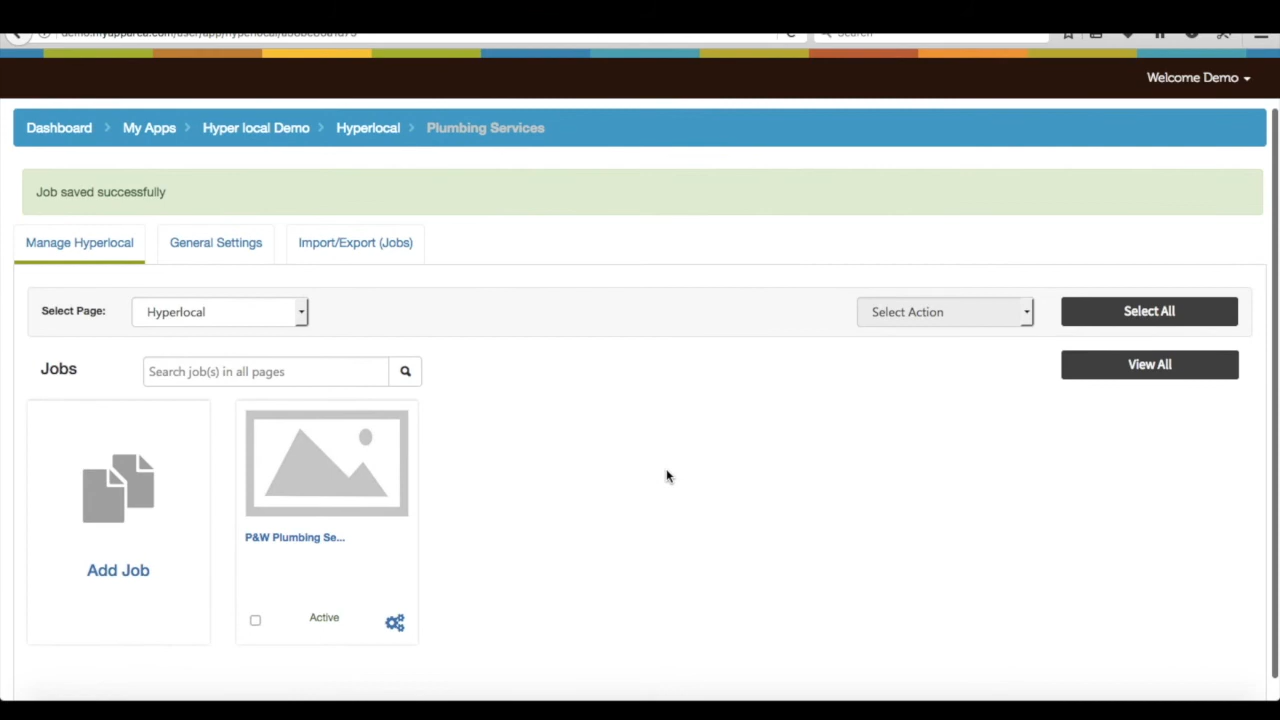 Search
Welcome Demo
Dashboard > My Apps > Hyper local Demo > Hyperlocal > Plumbing Services
Job saved successfully
Manage Hyperlocal General Settings Import/Export (Jobs)
Select Page: Hyperlocal Select Action Select All
Jobs Search job(s) in all pages View All
Add Job
P&W Plumbing Se...
Active